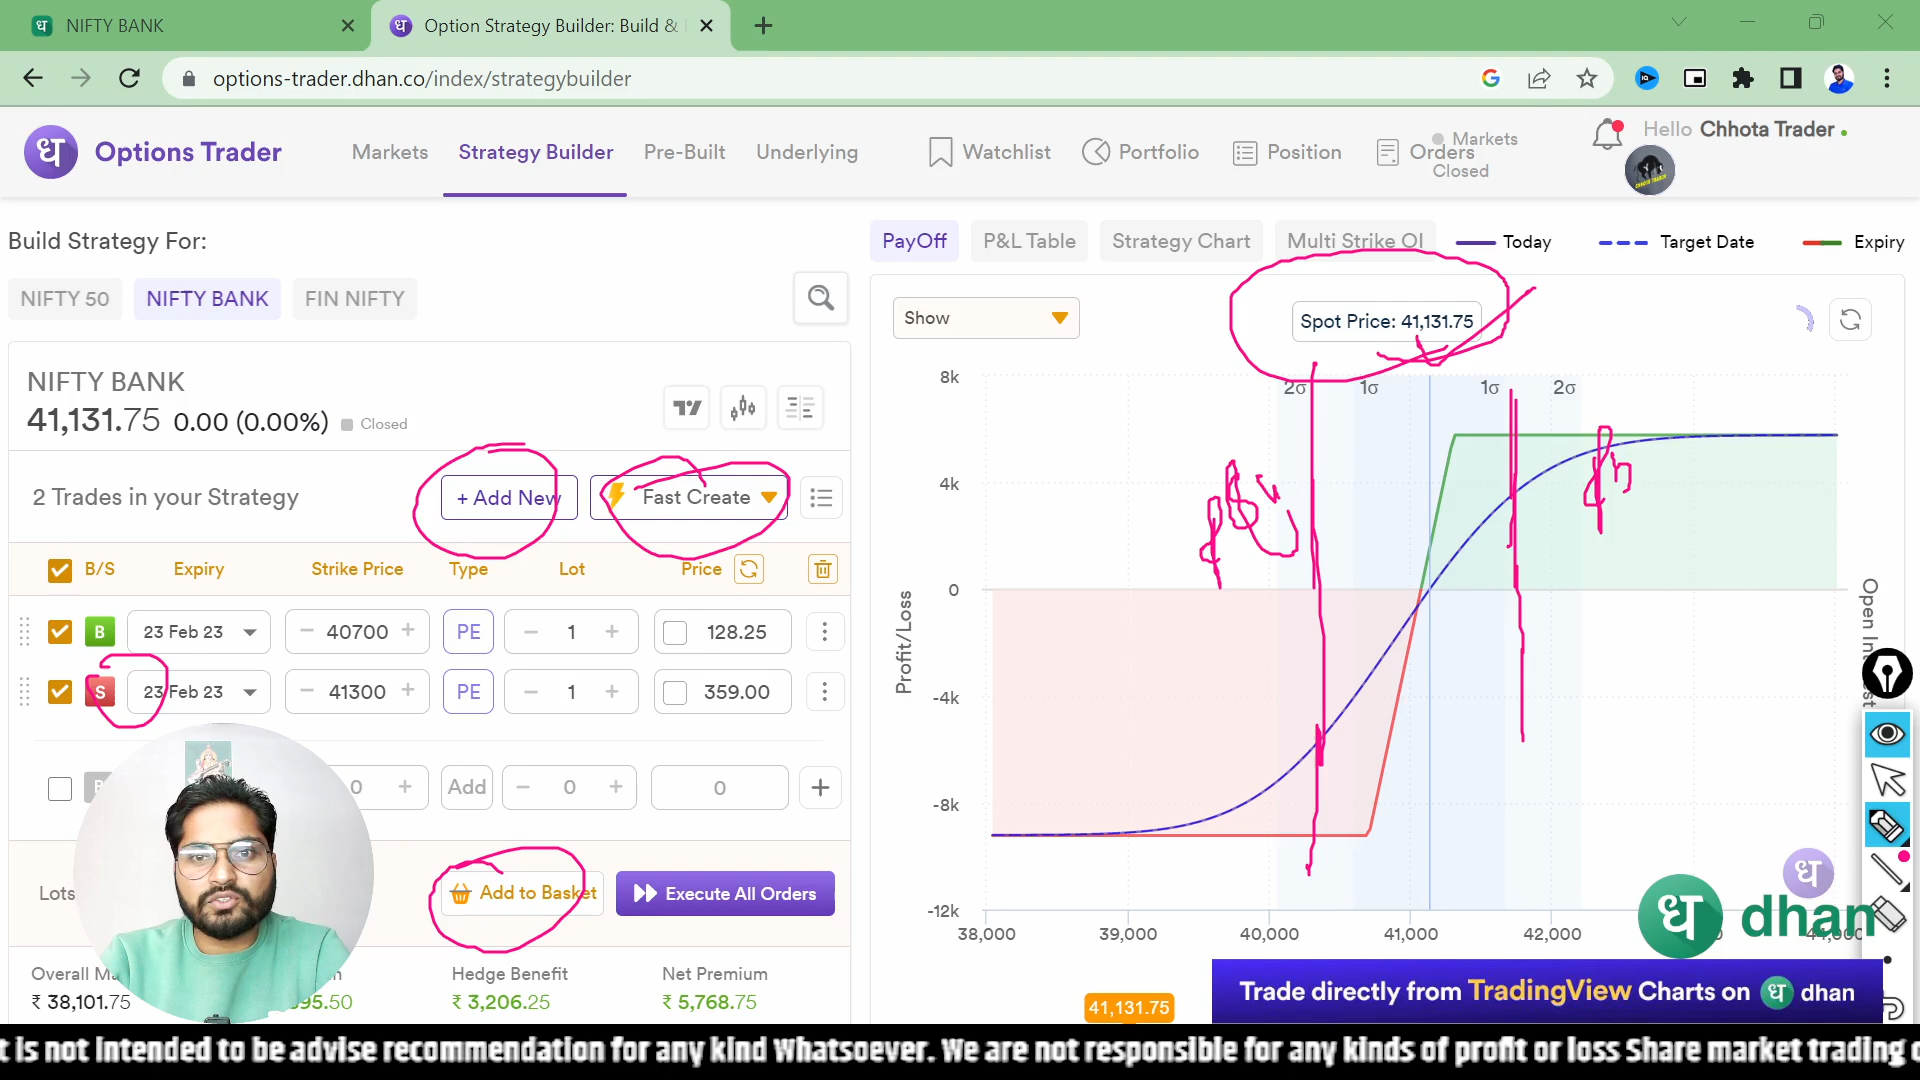 NIFTY BANK
Option Strategy Builder: Build &
options-trader.dhan.co/index/strategybuilder
ध Options Trader
Markets
Strategy Builder
Pre-Built
Underlying
Watchlist
Portfolio
Position
Orders
Markets
Closed
Hello Chhota Trader
Build Strategy For:
NIFTY 50
NIFTY BANK
FIN NIFTY
PayOff
P&L Table
Strategy Chart
Multi Strike OI
Today
Target Date
Expiry
Show
Spot Price: 41,131.75
NIFTY BANK
41,131.75 0.00 (0.00%) Closed
2 Trades in your Strategy
+ Add New
Fast Create
B/S Expiry Strike Price Type Lot Price
B 23 Feb 23 − 40700 + PE − 1 + 128.25
S 23 Feb 23 − 41300 + PE − 1 + 359.00
0 + Add − 0 + 0 +
Lots
Add to Basket
Execute All Orders
Hedge Benefit
Net Premium
₹ 38,101.75
₹ 3,206.25
₹ 5,768.75
2σ 1σ 1σ 2σ
8k
4k
0
-4k
-8k
-12k
Profit/Loss
38,000 39,000 40,000 41,000 42,000
41,131.75
ध dhan
Trade directly from TradingView Charts on ध dhan
t is not intended to be advise recommendation for any kind Whatsoever. We are not responsible for any kinds of profit or loss Share market trading